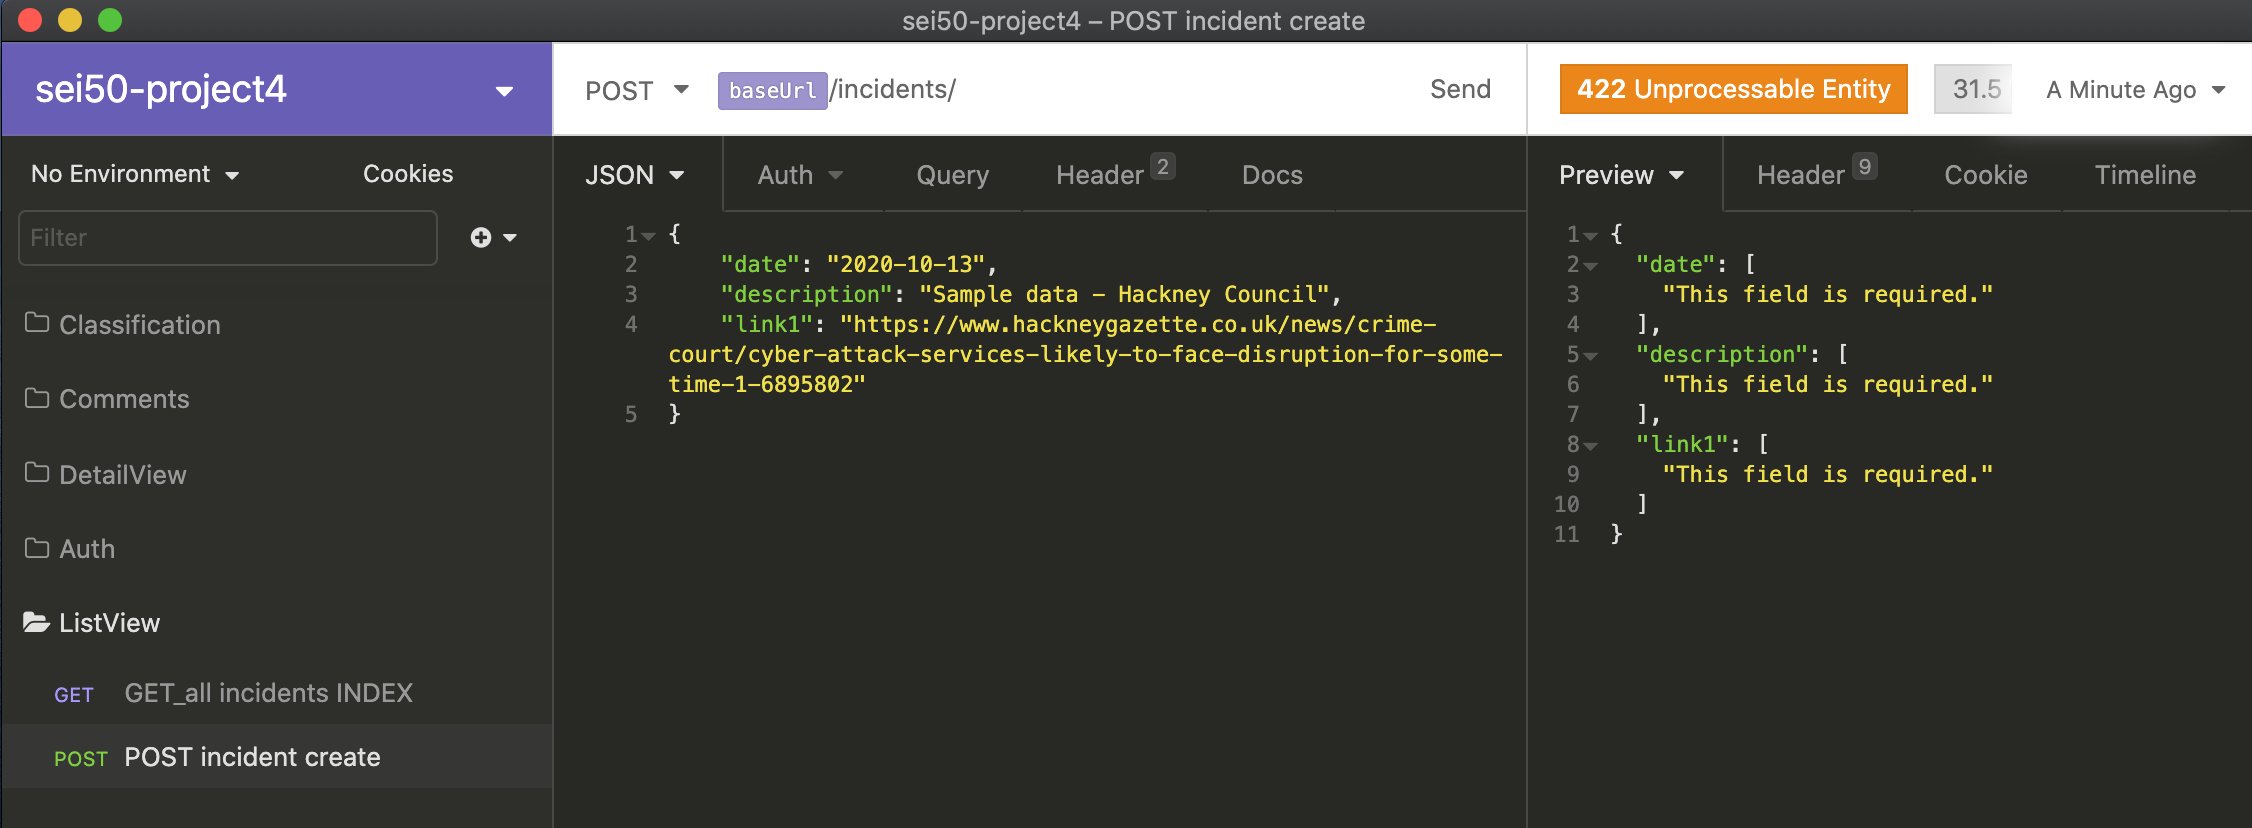 sei50-project4 – POST incident create
sei50-project4
POST
baseUrl/incidents/
Send
422 Unprocessable Entity
31.5
A Minute Ago
No Environment
Cookies
Filter
Classification
Comments
DetailView
Auth
ListView
GET GET_all incidents INDEX
POST POST incident create
JSON
Auth
Query
Header 2
Docs
1 {
2 "date": "2020-10-13",
3 "description": "Sample data - Hackney Council",
4 "link1": "https://www.hackneygazette.co.uk/news/crime-
court/cyber-attack-services-likely-to-face-disruption-for-some-
time-1-6895802"
5 }
Preview
Header 9
Cookie
Timeline
1 {
2 "date": [
3 "This field is required."
4 ],
5 "description": [
6 "This field is required."
7 ],
8 "link1": [
9 "This field is required."
10 ]
11 }